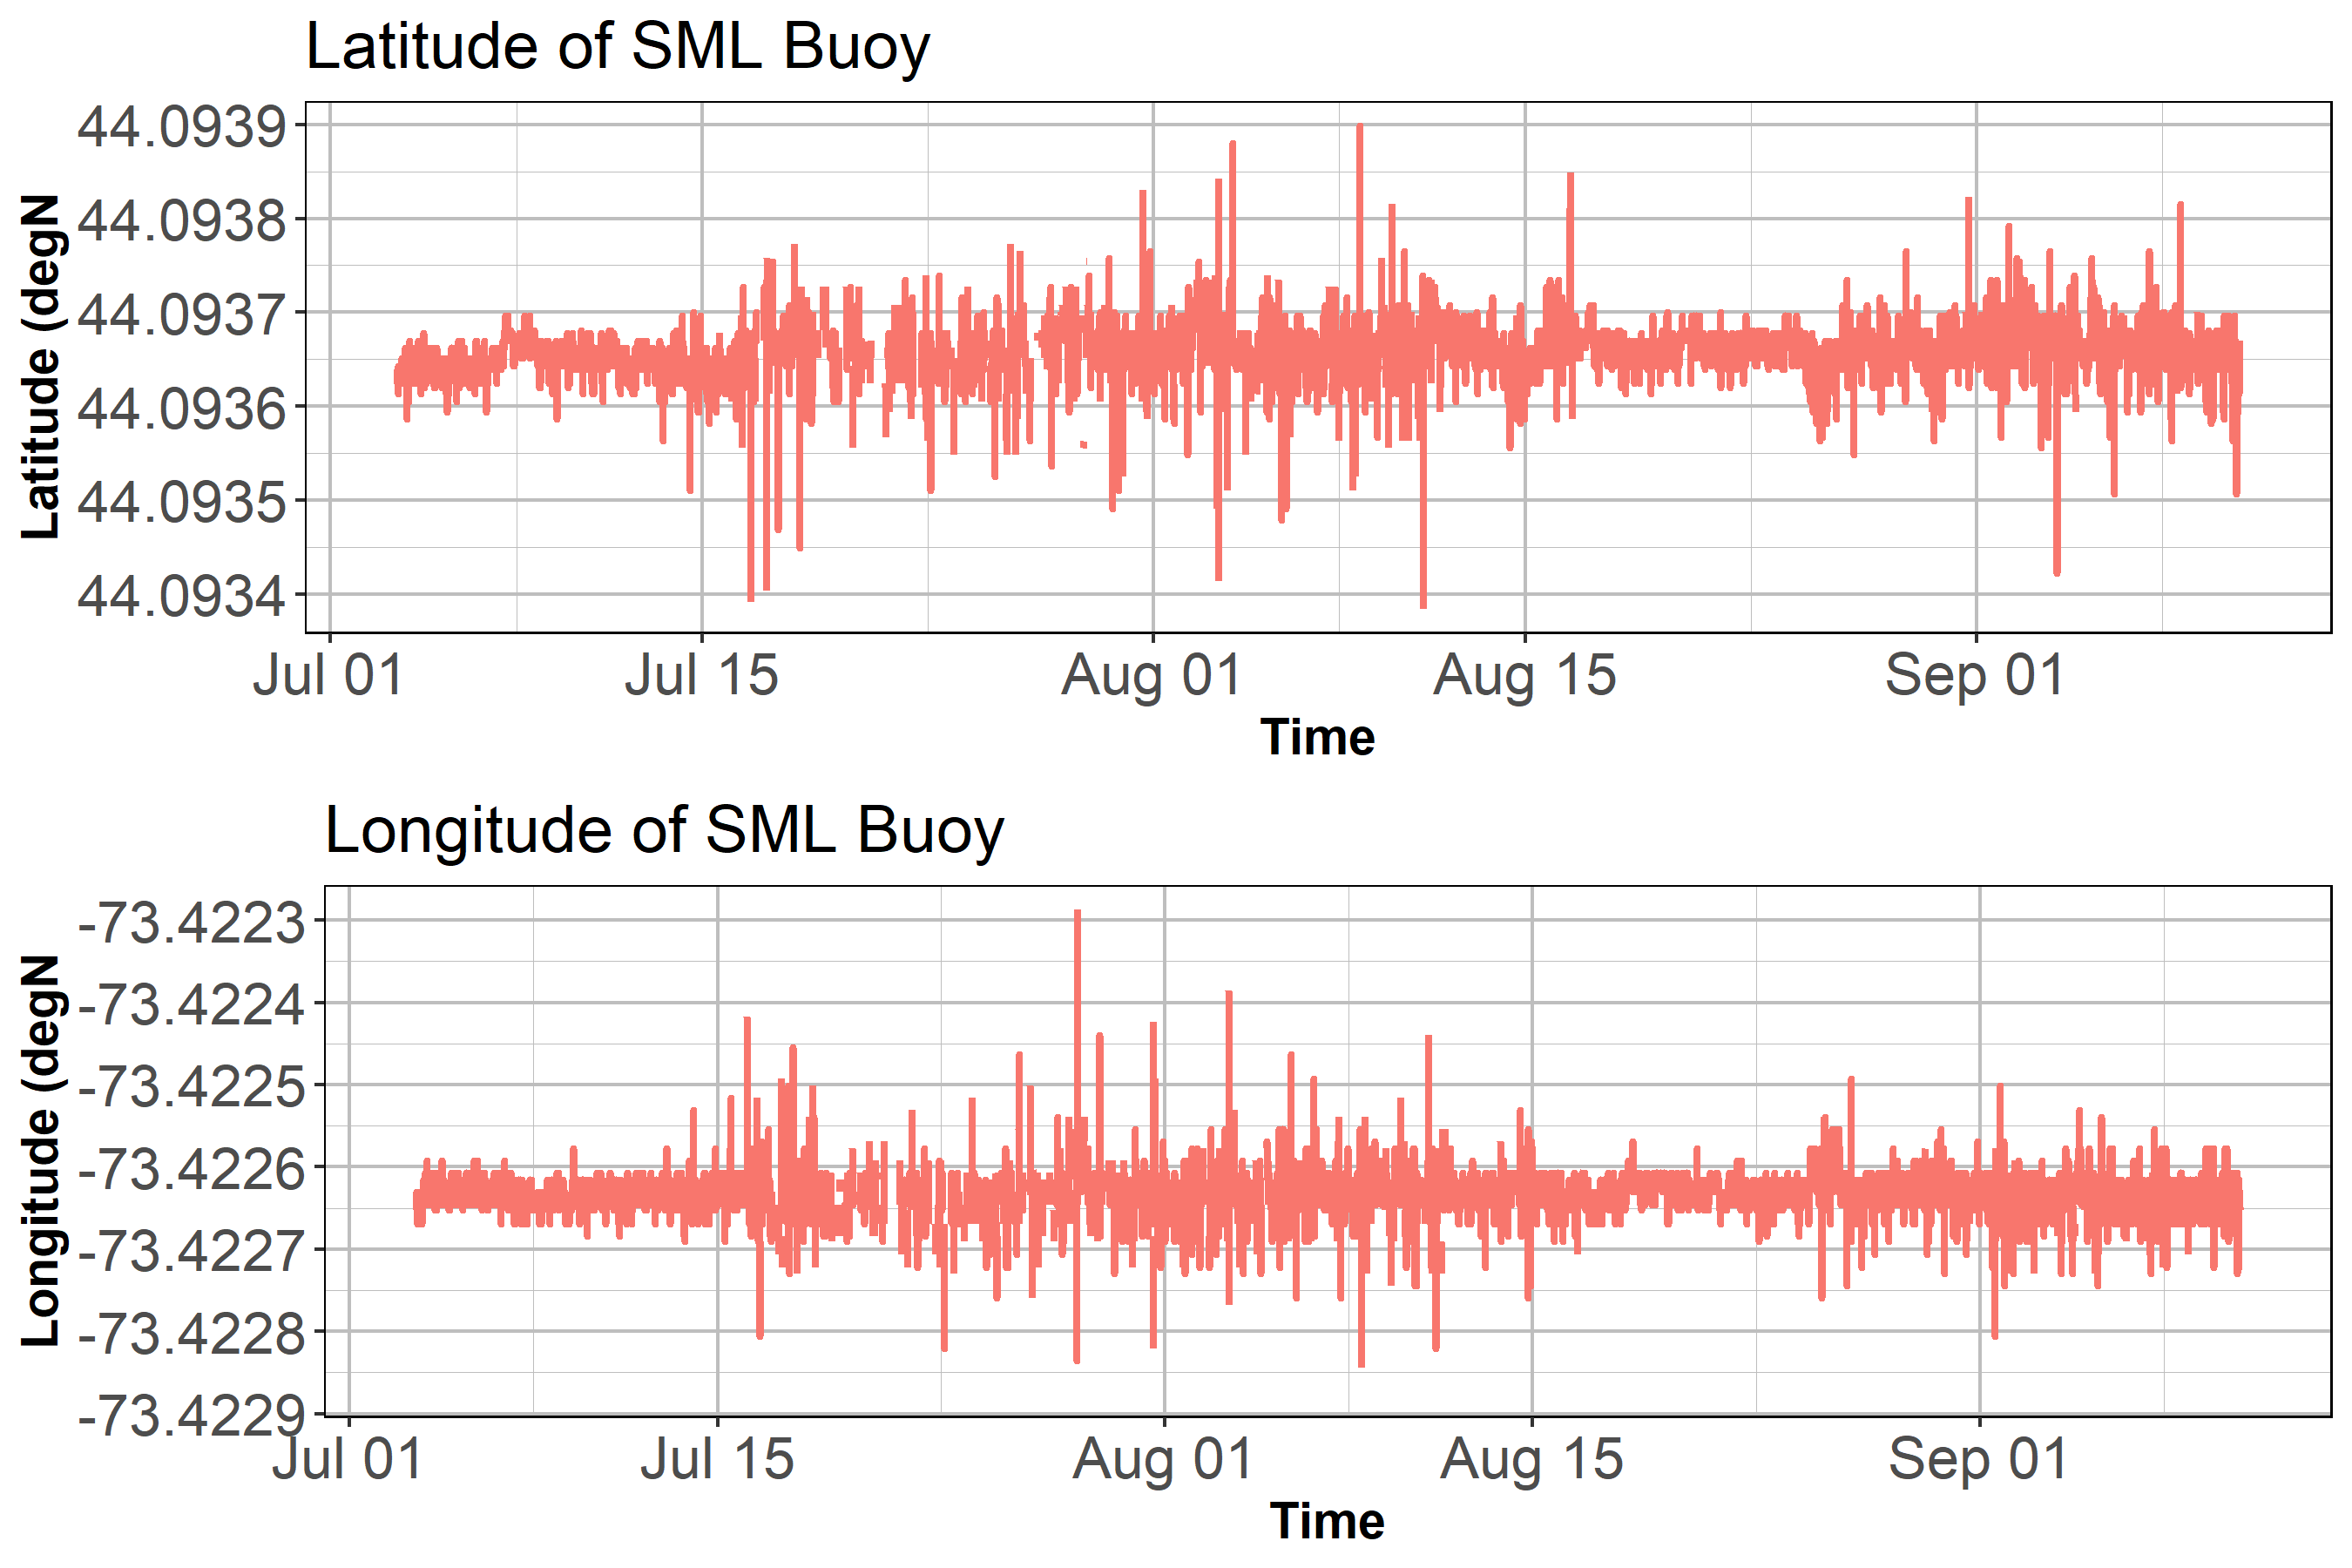 Latitude of SML Buoy
Latitude (degN
44.0939
44.0938
44.0937
44.0936
44.0935
44.0934
Jul 01 Jul 15 Aug 01 Aug 15 Sep 01
Time
Longitude of SML Buoy
Longitude (degN
-73.4223
-73.4224
-73.4225
-73.4226
-73.4227
-73.4228
-73.4229
Jul 01 Jul 15 Aug 01 Aug 15 Sep 01
Time